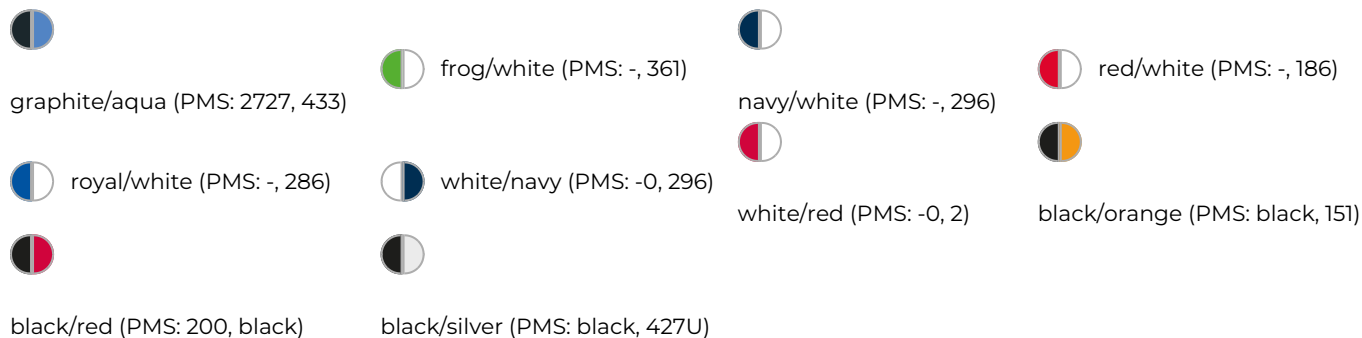 graphite/aqua (PMS: 2727, 433)
frog/white (PMS: -, 361)
navy/white (PMS: -, 296)
red/white (PMS: -, 186)
royal/white (PMS: -, 286)
white/navy (PMS: -0, 296)
white/red (PMS: -0, 2)
black/orange (PMS: black, 151)
black/red (PMS: 200, black)
black/silver (PMS: black, 427U)